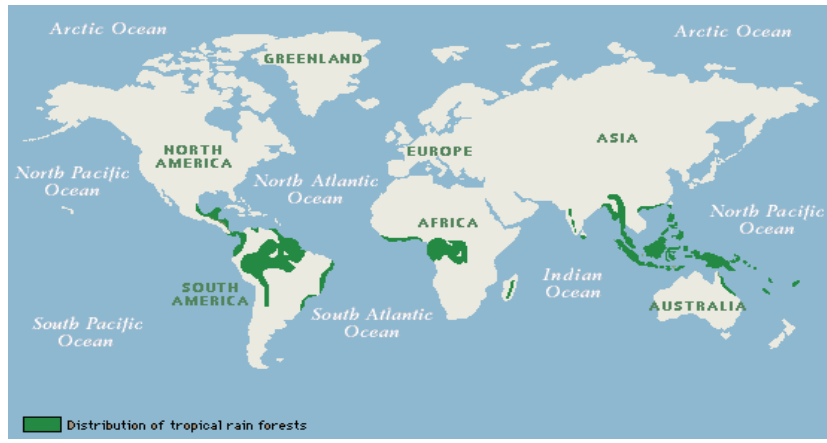 Arctic Ocean
Arctic Ocean
GREENLAND
NORTH
AMERICA
EUROPE
ASIA
North Pacific
Ocean
North Atlantic
Ocean
AFRICA
North Pacific
Ocean
SOUTH
AMERICA
Indian
Ocean
South Pacific
Ocean
South Atlantic
Ocean
AUSTRALIA
Distribution of tropical rain forests